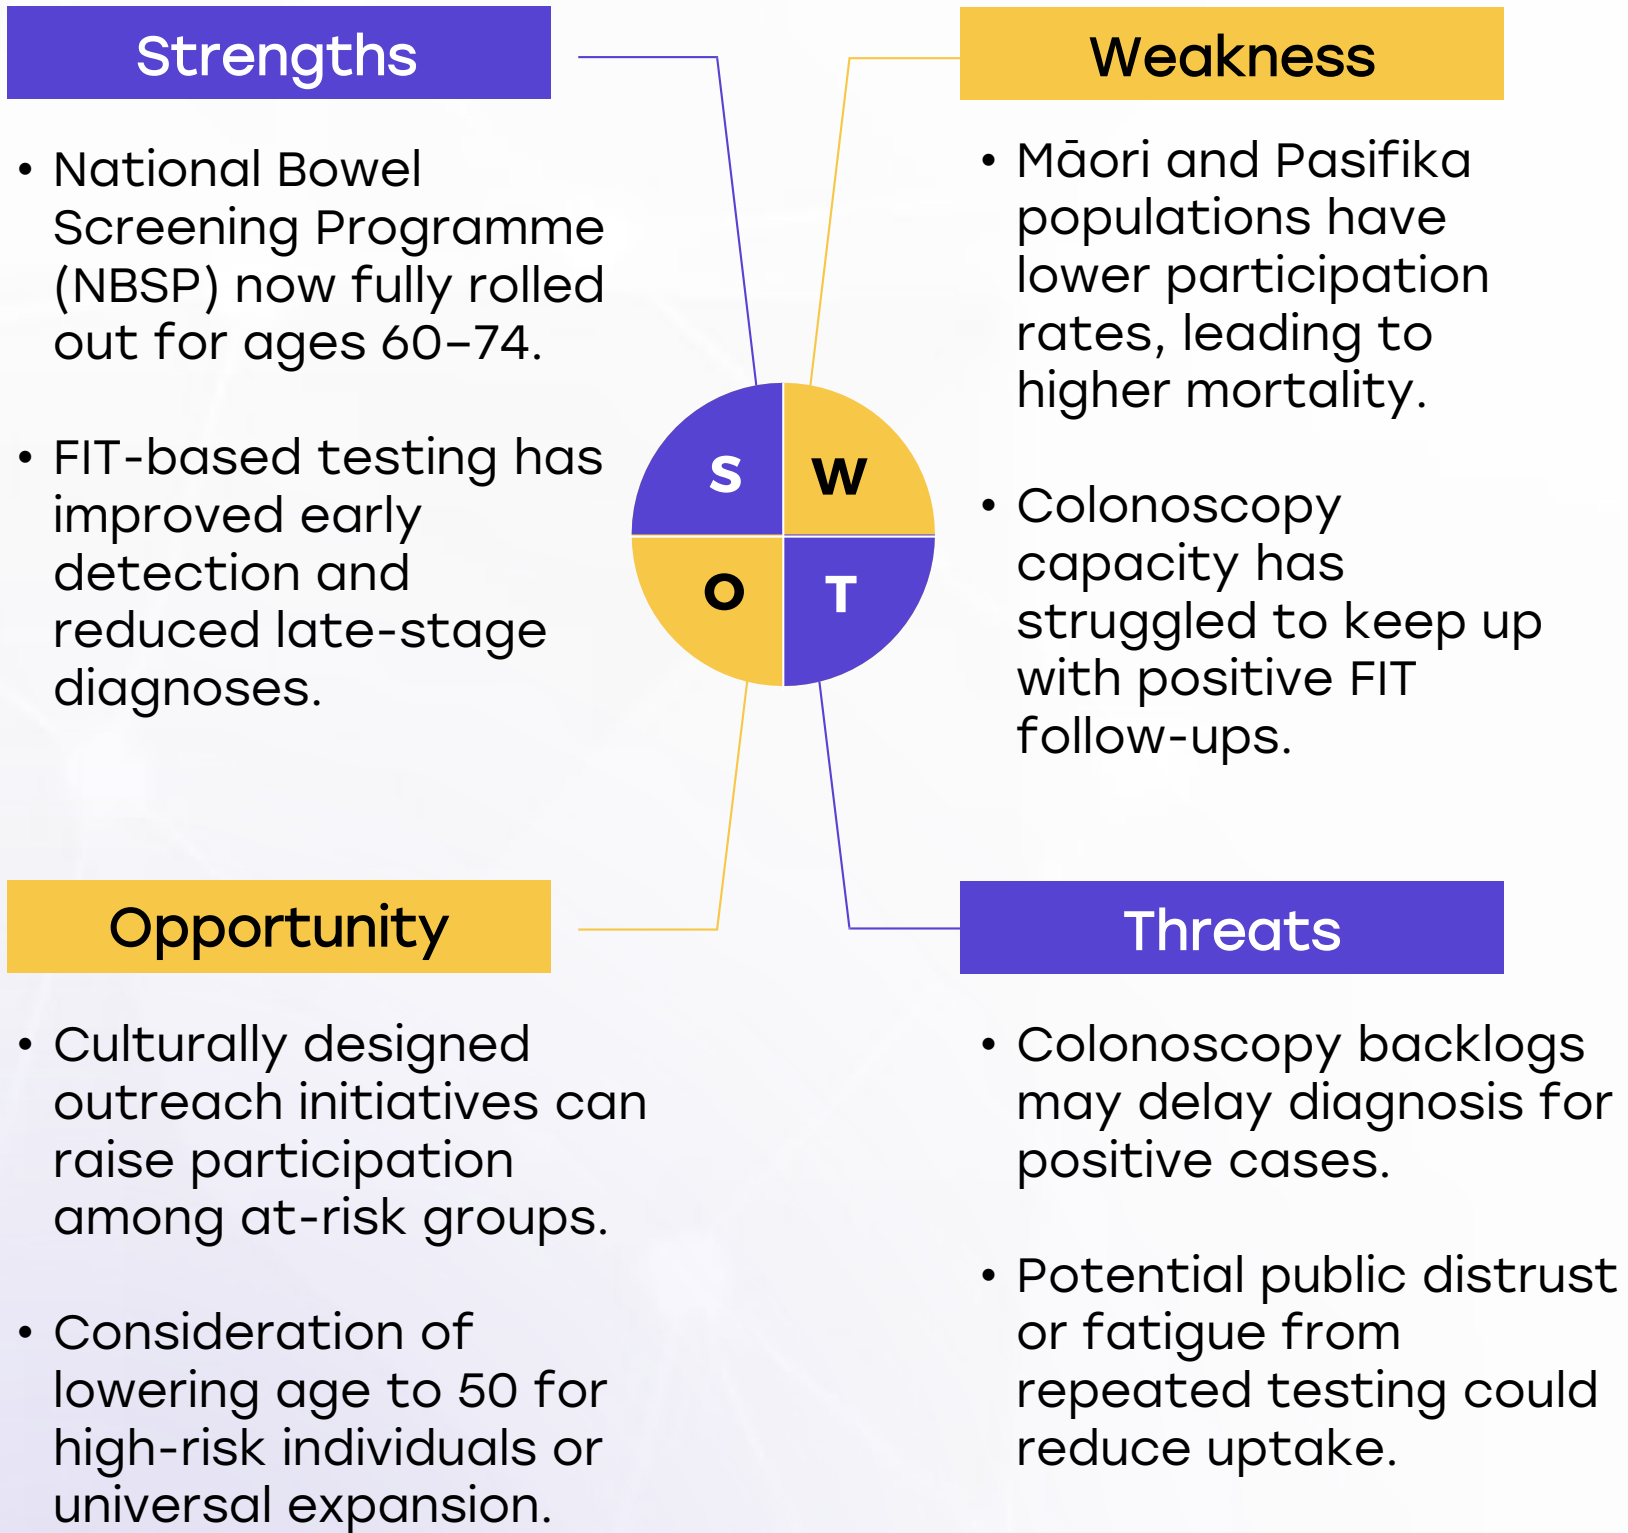 Strengths
• National Bowel
Screening Programme
(NBSP) now fully rolled
out for ages 60–74.
• FIT-based testing has
improved early
detection and
reduced late-stage
diagnoses.
Weakness
• Māori and Pasifika
populations have
lower participation
rates, leading to
higher mortality.
• Colonoscopy
capacity has
struggled to keep up
with positive FIT
follow-ups.
S
W
O
T
Opportunity
• Culturally designed
outreach initiatives can
raise participation
among at-risk groups.
• Consideration of
lowering age to 50 for
high-risk individuals or
universal expansion.
Threats
• Colonoscopy backlogs
may delay diagnosis for
positive cases.
• Potential public distrust
or fatigue from
repeated testing could
reduce uptake.